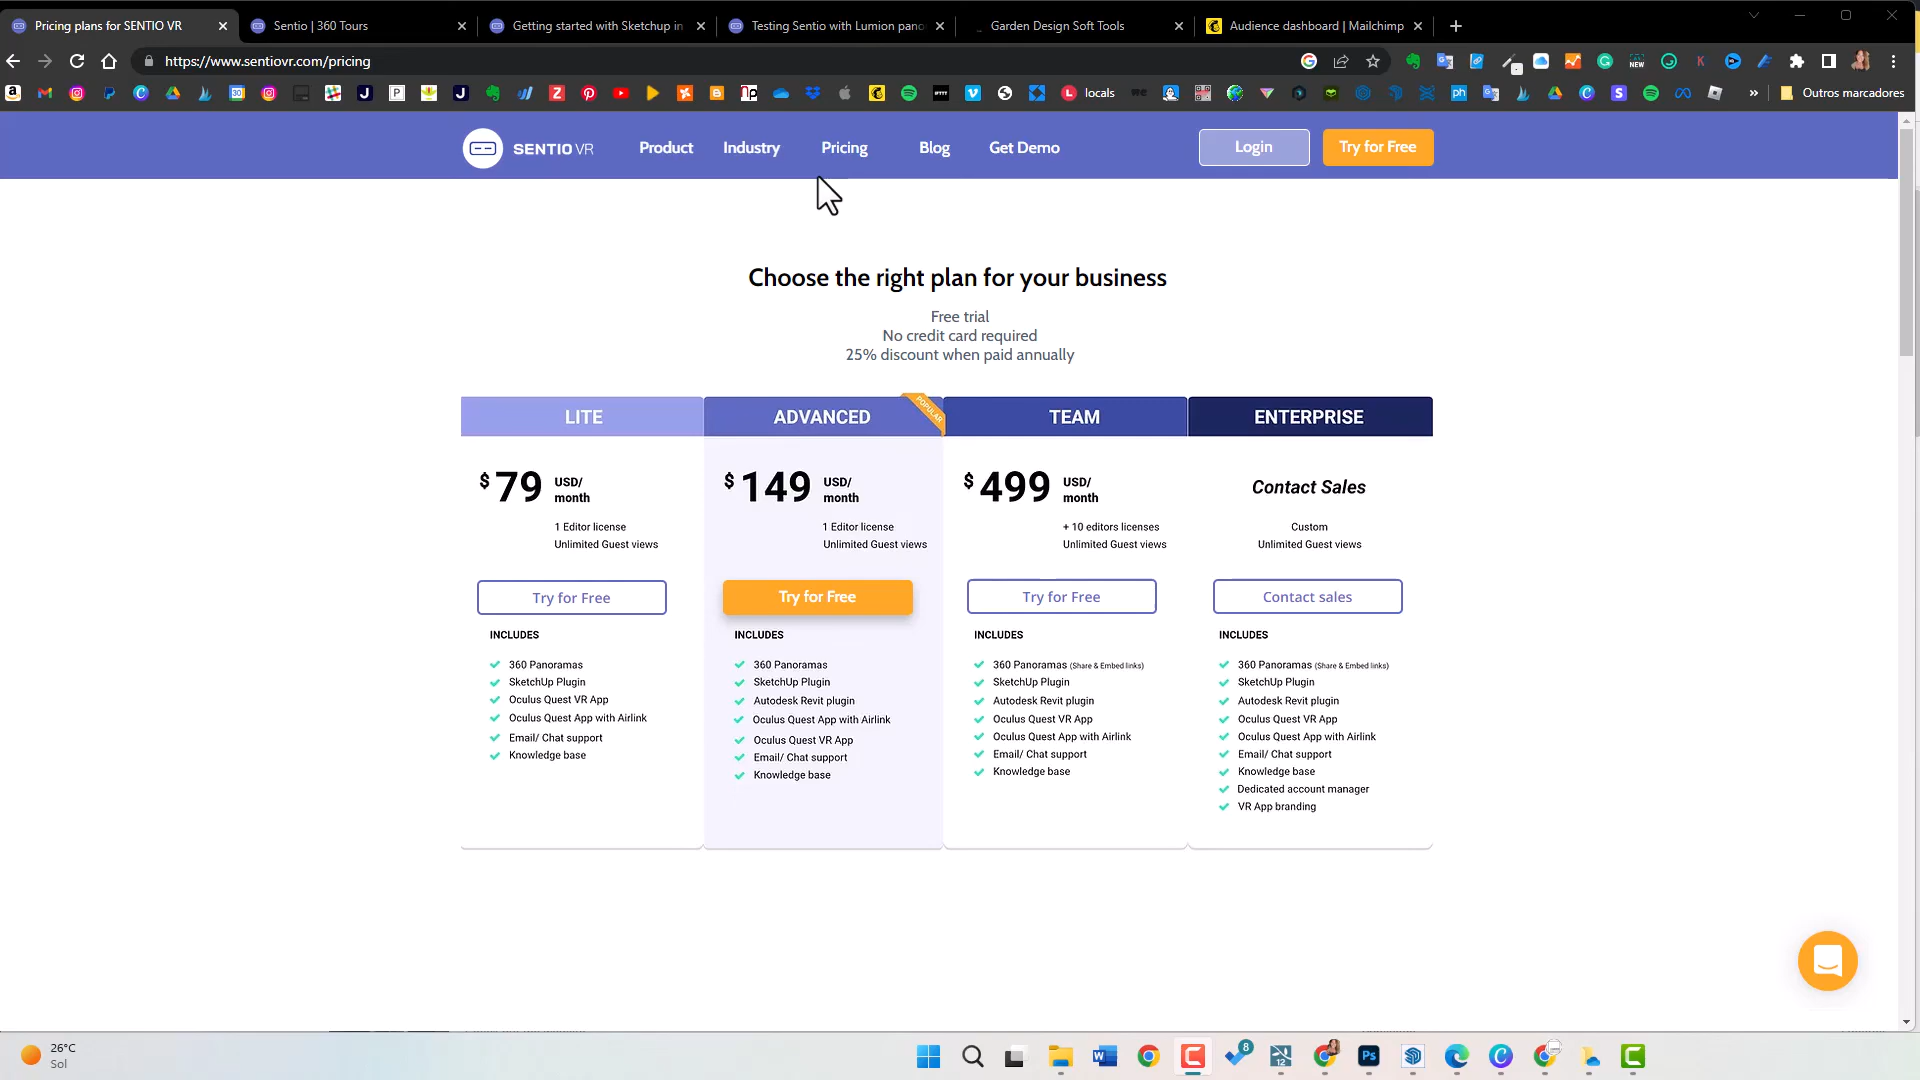 Pricing plans for SENTIO VR
Sentio | 360 Tours
Getting started with Sketchup in
Testing Sentio with Lumion pano
Garden Design Soft Tools
Audience dashboard | Mailchimp
https://www.sentiovr.com/pricing
NEW
locals
Outros marcadores
SENTIO VR
Product
Industry
Pricing
Blog
Get Demo
Login
Try for Free
Choose the right plan for your business
Free trial
No credit card required
25% discount when paid annually
LITE
$ 79 USD/
month
1 Editor license
Unlimited Guest views
Try for Free
INCLUDES
360 Panoramas
SketchUp Plugin
Oculus Quest VR App
Oculus Quest App with Airlink
Email/ Chat support
Knowledge base
ADVANCED
POPULAR
$ 149 USD/
month
1 Editor license
Unlimited Guest views
Try for Free
INCLUDES
360 Panoramas
SketchUp Plugin
Autodesk Revit plugin
Oculus Quest App with Airlink
Oculus Quest VR App
Email/ Chat support
Knowledge base
TEAM
$ 499 USD/
month
+ 10 editors licenses
Unlimited Guest views
Try for Free
INCLUDES
360 Panoramas (Share & Embed links)
SketchUp Plugin
Autodesk Revit plugin
Oculus Quest VR App
Oculus Quest App with Airlink
Email/ Chat support
Knowledge base
ENTERPRISE
Contact Sales
Custom
Unlimited Guest views
Contact sales
INCLUDES
360 Panoramas (Share & Embed links)
SketchUp Plugin
Autodesk Revit plugin
Oculus Quest VR App
Oculus Quest App with Airlink
Email/ Chat support
Knowledge base
Dedicated account manager
VR App branding
26°C
Sol
8
12
Ps